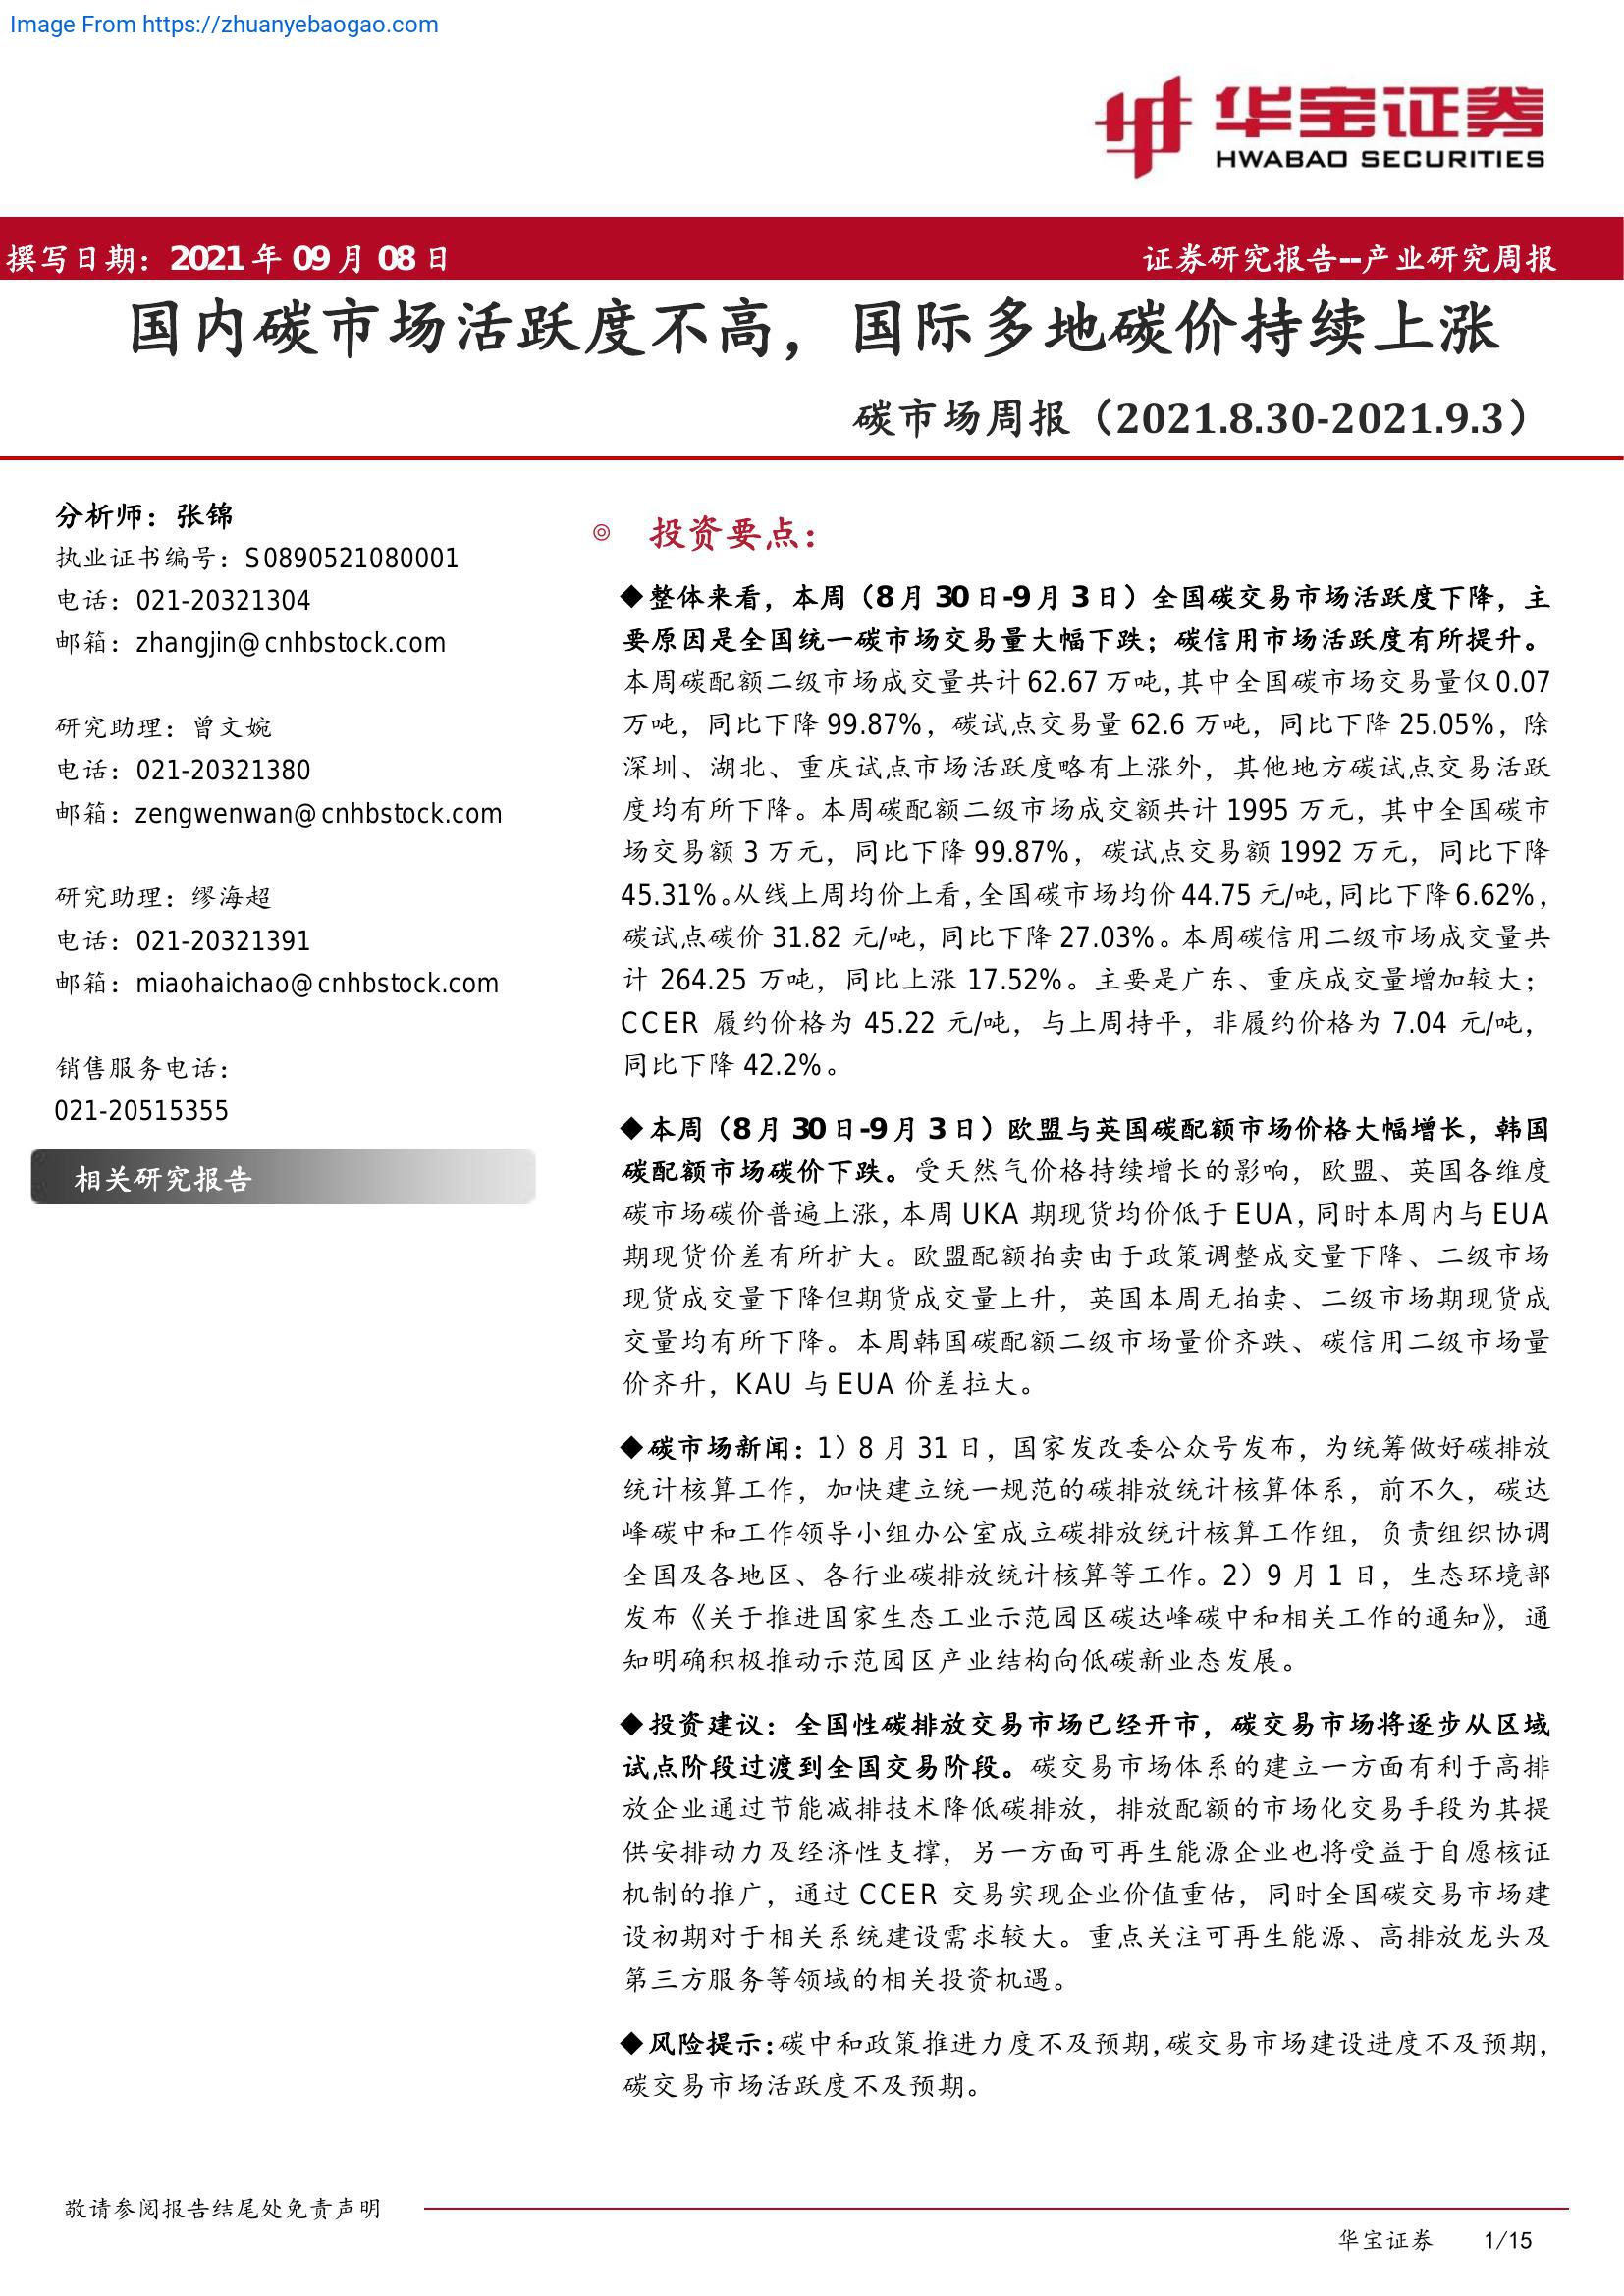 Image From https://zhuanyebaogao.com
华宝证券
HWABAO SECURITIES
撰写日期：2021 年 09 月 08 日
证券研究报告--产业研究周报
国内碳市场活跃度不高，国际多地碳价持续上涨
碳市场周报（2021.8.30-2021.9.3）
分析师：张锦
执业证书编号：S0890521080001
电话：021-20321304
邮箱：zhangjin@cnhbstock.com
研究助理：曾文婉
电话：021-20321380
邮箱：zengwenwan@cnhbstock.com
研究助理：缪海超
电话：021-20321391
邮箱：miaohaichao@cnhbstock.com
销售服务电话：
021-20515355
相关研究报告
◎ 投资要点：
◆整体来看，本周（8 月 30 日-9 月 3 日）全国碳交易市场活跃度下降，主
要原因是全国统一碳市场交易量大幅下跌；碳信用市场活跃度有所提升。
本周碳配额二级市场成交量共计 62.67 万吨，其中全国碳市场交易量仅 0.07
万吨，同比下降 99.87%，碳试点交易量 62.6 万吨，同比下降 25.05%，除
深圳、湖北、重庆试点市场活跃度略有上涨外，其他地方碳试点交易活跃
度均有所下降。本周碳配额二级市场成交额共计 1995 万元，其中全国碳市
场交易额 3 万元，同比下降 99.87%，碳试点交易额 1992 万元，同比下降
45.31%。从线上周均价上看，全国碳市场均价 44.75 元/吨，同比下降 6.62%，
碳试点碳价 31.82 元/吨，同比下降 27.03%。本周碳信用二级市场成交量共
计 264.25 万吨，同比上涨 17.52%。主要是广东、重庆成交量增加较大；
CCER 履约价格为 45.22 元/吨，与上周持平，非履约价格为 7.04 元/吨，
同比下降 42.2%。
◆本周（8 月 30 日-9 月 3 日）欧盟与英国碳配额市场价格大幅增长，韩国
碳配额市场碳价下跌。受天然气价格持续增长的影响，欧盟、英国各维度
碳市场碳价普遍上涨，本周 UKA 期现货均价低于 EUA，同时本周内与 EUA
期现货价差有所扩大。欧盟配额拍卖由于政策调整成交量下降、二级市场
现货成交量下降但期货成交量上升，英国本周无拍卖、二级市场期现货成
交量均有所下降。本周韩国碳配额二级市场量价齐跌、碳信用二级市场量
价齐升，KAU 与 EUA 价差拉大。
◆碳市场新闻：1）8 月 31 日，国家发改委公众号发布，为统筹做好碳排放
统计核算工作，加快建立统一规范的碳排放统计核算体系，前不久，碳达
峰碳中和工作领导小组办公室成立碳排放统计核算工作组，负责组织协调
全国及各地区、各行业碳排放统计核算等工作。2）9 月 1 日，生态环境部
发布《关于推进国家生态工业示范园区碳达峰碳中和相关工作的通知》，通
知明确积极推动示范园区产业结构向低碳新业态发展。
◆投资建议：全国性碳排放交易市场已经开市，碳交易市场将逐步从区域
试点阶段过渡到全国交易阶段。碳交易市场体系的建立一方面有利于高排
放企业通过节能减排技术降低碳排放，排放配额的市场化交易手段为其提
供安排动力及经济性支撑，另一方面可再生能源企业也将受益于自愿核证
机制的推广，通过 CCER 交易实现企业价值重估，同时全国碳交易市场建
设初期对于相关系统建设需求较大。重点关注可再生能源、高排放龙头及
第三方服务等领域的相关投资机遇。
◆风险提示：碳中和政策推进力度不及预期，碳交易市场建设进度不及预期，
碳交易市场活跃度不及预期。
敬请参阅报告结尾处免责声明
华宝证券 1/15